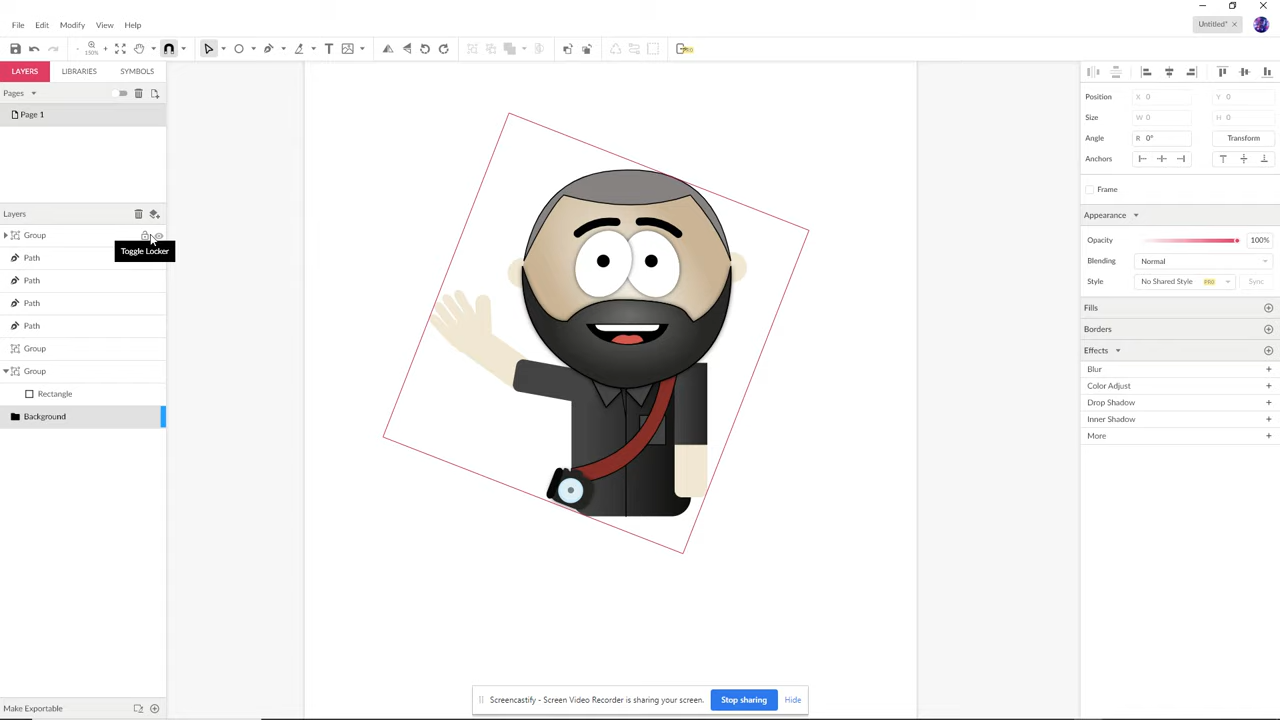 File Edit Modify View Help
Untitled*
150%
PRO
LAYERS LIBRARIES SYMBOLS
Pages
Page 1
Layers
Group
Toggle Locker
Path
Path
Path
Path
Group
Group
Rectangle
Background
Make Exportable
Position X 0 Y 0
Size W 0 H 0
Angle R 0° Transform
Anchors
Frame
Appearance
Opacity 100%
Blending Normal
Style No Shared Style PRO Sync
Fills
Borders
Effects
Blur
Color Adjust
Drop Shadow
Inner Shadow
More
Screencastify - Screen Video Recorder is sharing your screen. Stop sharing Hide